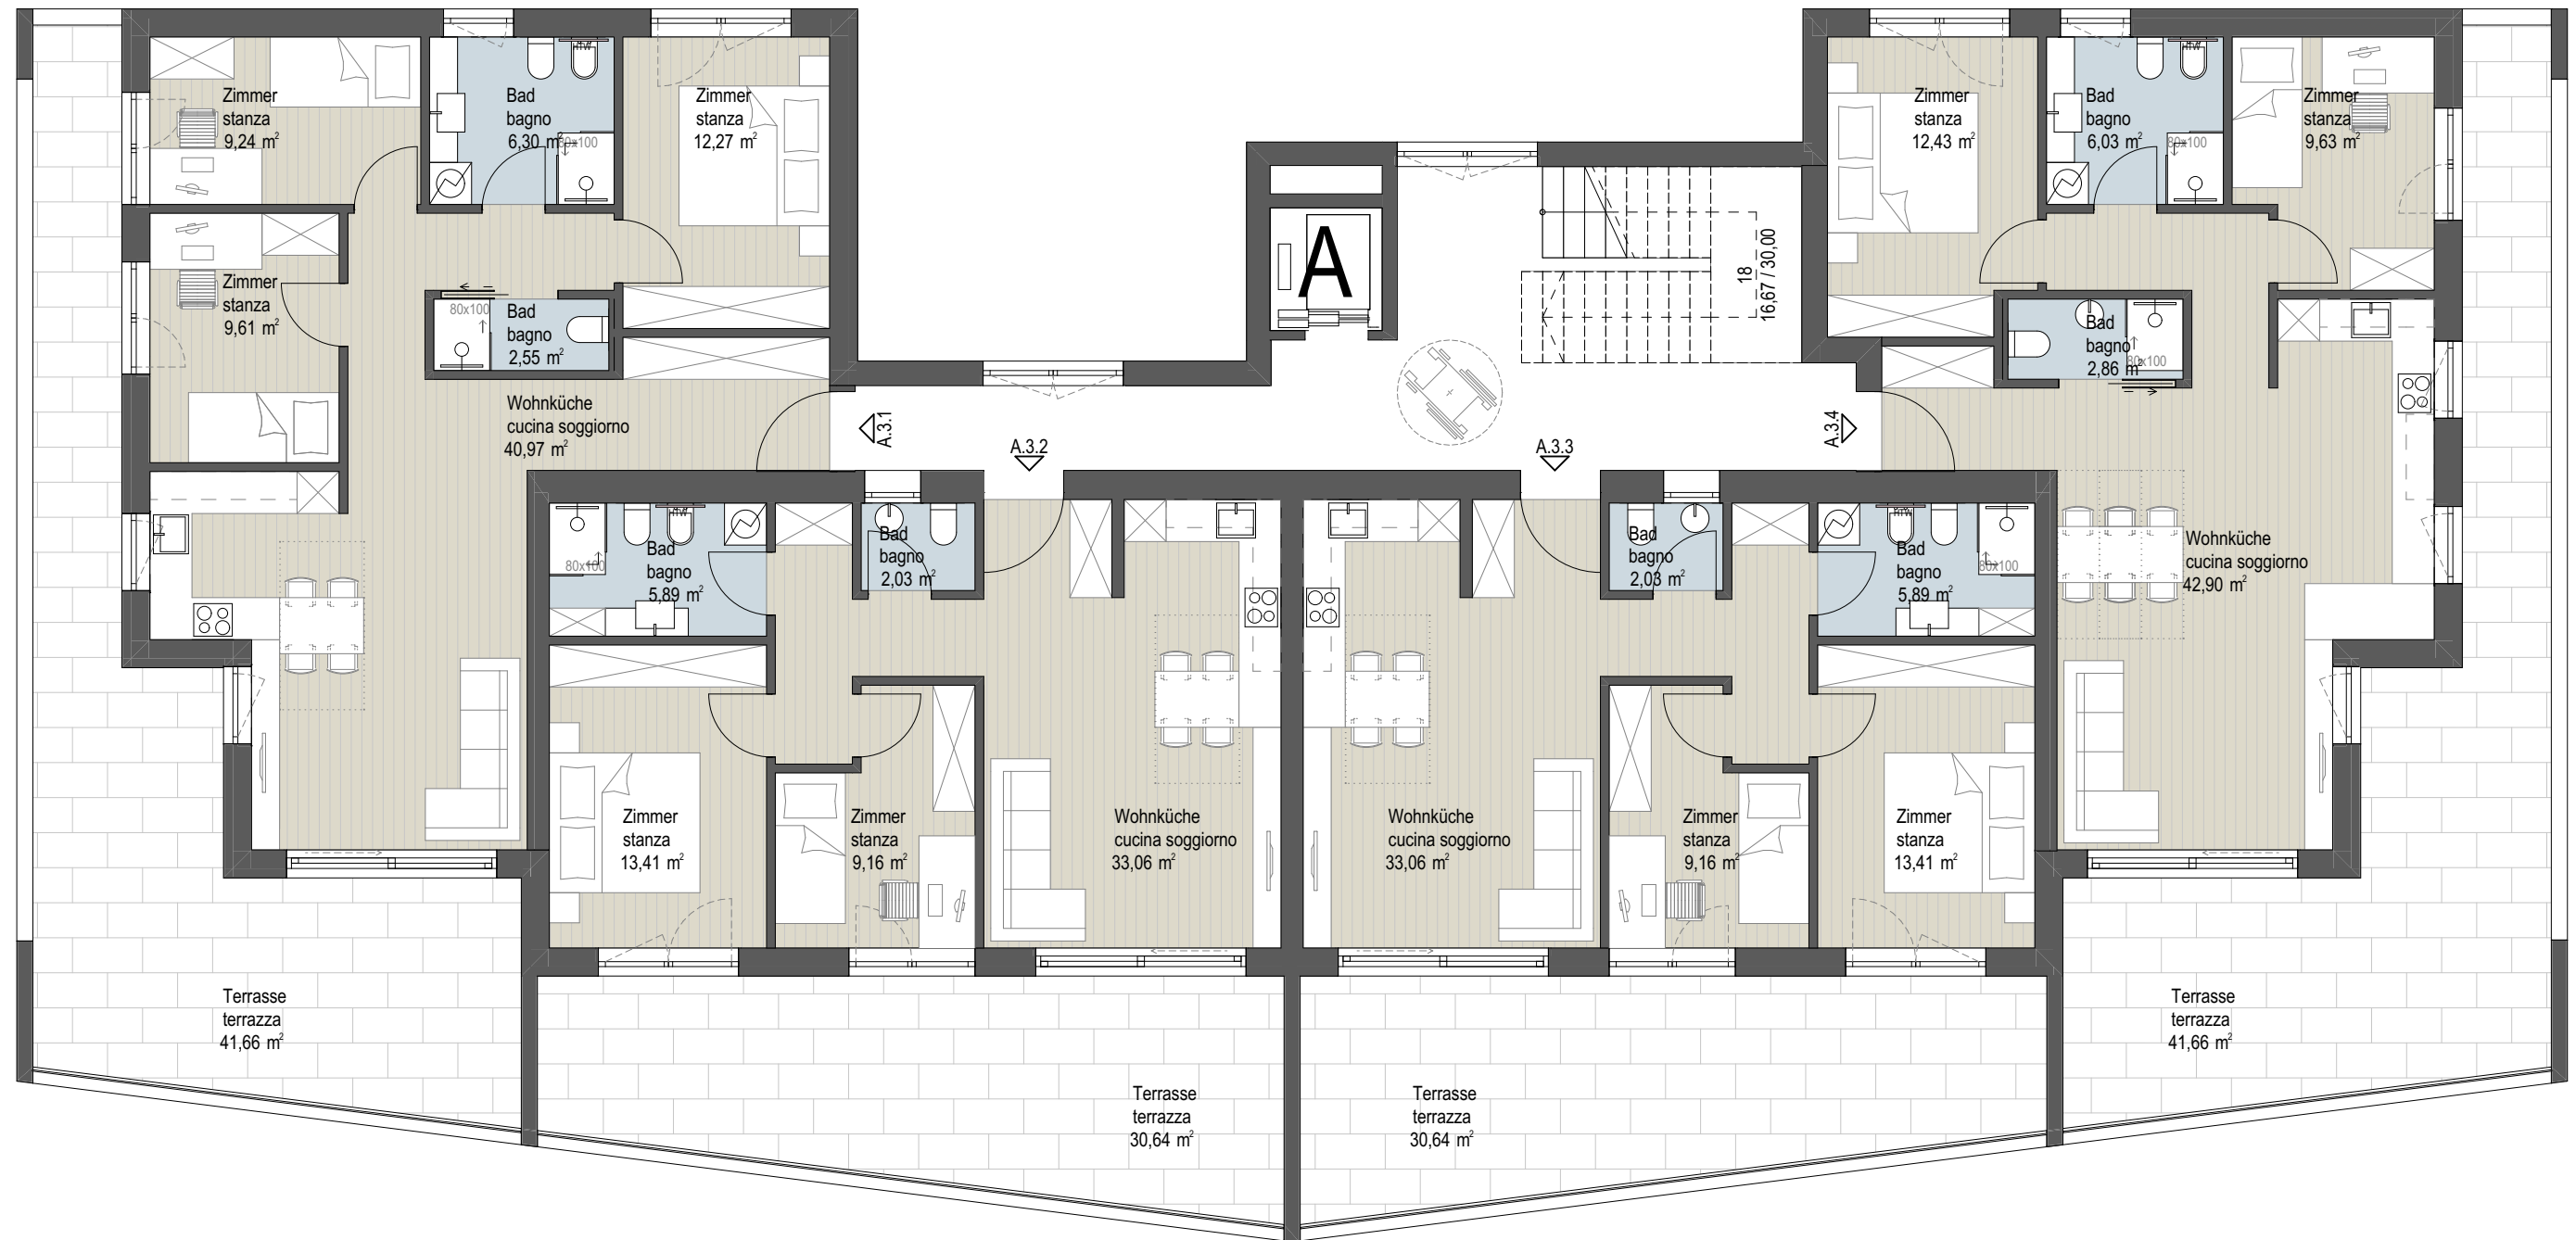 Zimmer
stanza
9,24 m²
Bad
bagno
6,30 m²
80x100
Zimmer
stanza
12,27 m²
Zimmer
stanza
9,61 m²
80x100
Bad
bagno
2,55 m²
Wohnküche
cucina soggiorno
40,97 m²
A
18
16,67 / 30,00
A.3.1
A.3.2
A.3.3
A.3.4
Zimmer
stanza
12,43 m²
Bad
bagno
6,03 m²
80x100
Zimmer
stanza
9,63 m²
Bad
bagno
2,86 m²
80x100
Wohnküche
cucina soggiorno
42,90 m²
80x100
Bad
bagno
5,89 m²
Bad
bagno
2,03 m²
Bad
bagno
2,03 m²
Bad
bagno
5,89 m²
80x100
Zimmer
stanza
13,41 m²
Zimmer
stanza
9,16 m²
Wohnküche
cucina soggiorno
33,06 m²
Wohnküche
cucina soggiorno
33,06 m²
Zimmer
stanza
9,16 m²
Zimmer
stanza
13,41 m²
Terrasse
terrazza
41,66 m²
Terrasse
terrazza
30,64 m²
Terrasse
terrazza
30,64 m²
Terrasse
terrazza
41,66 m²